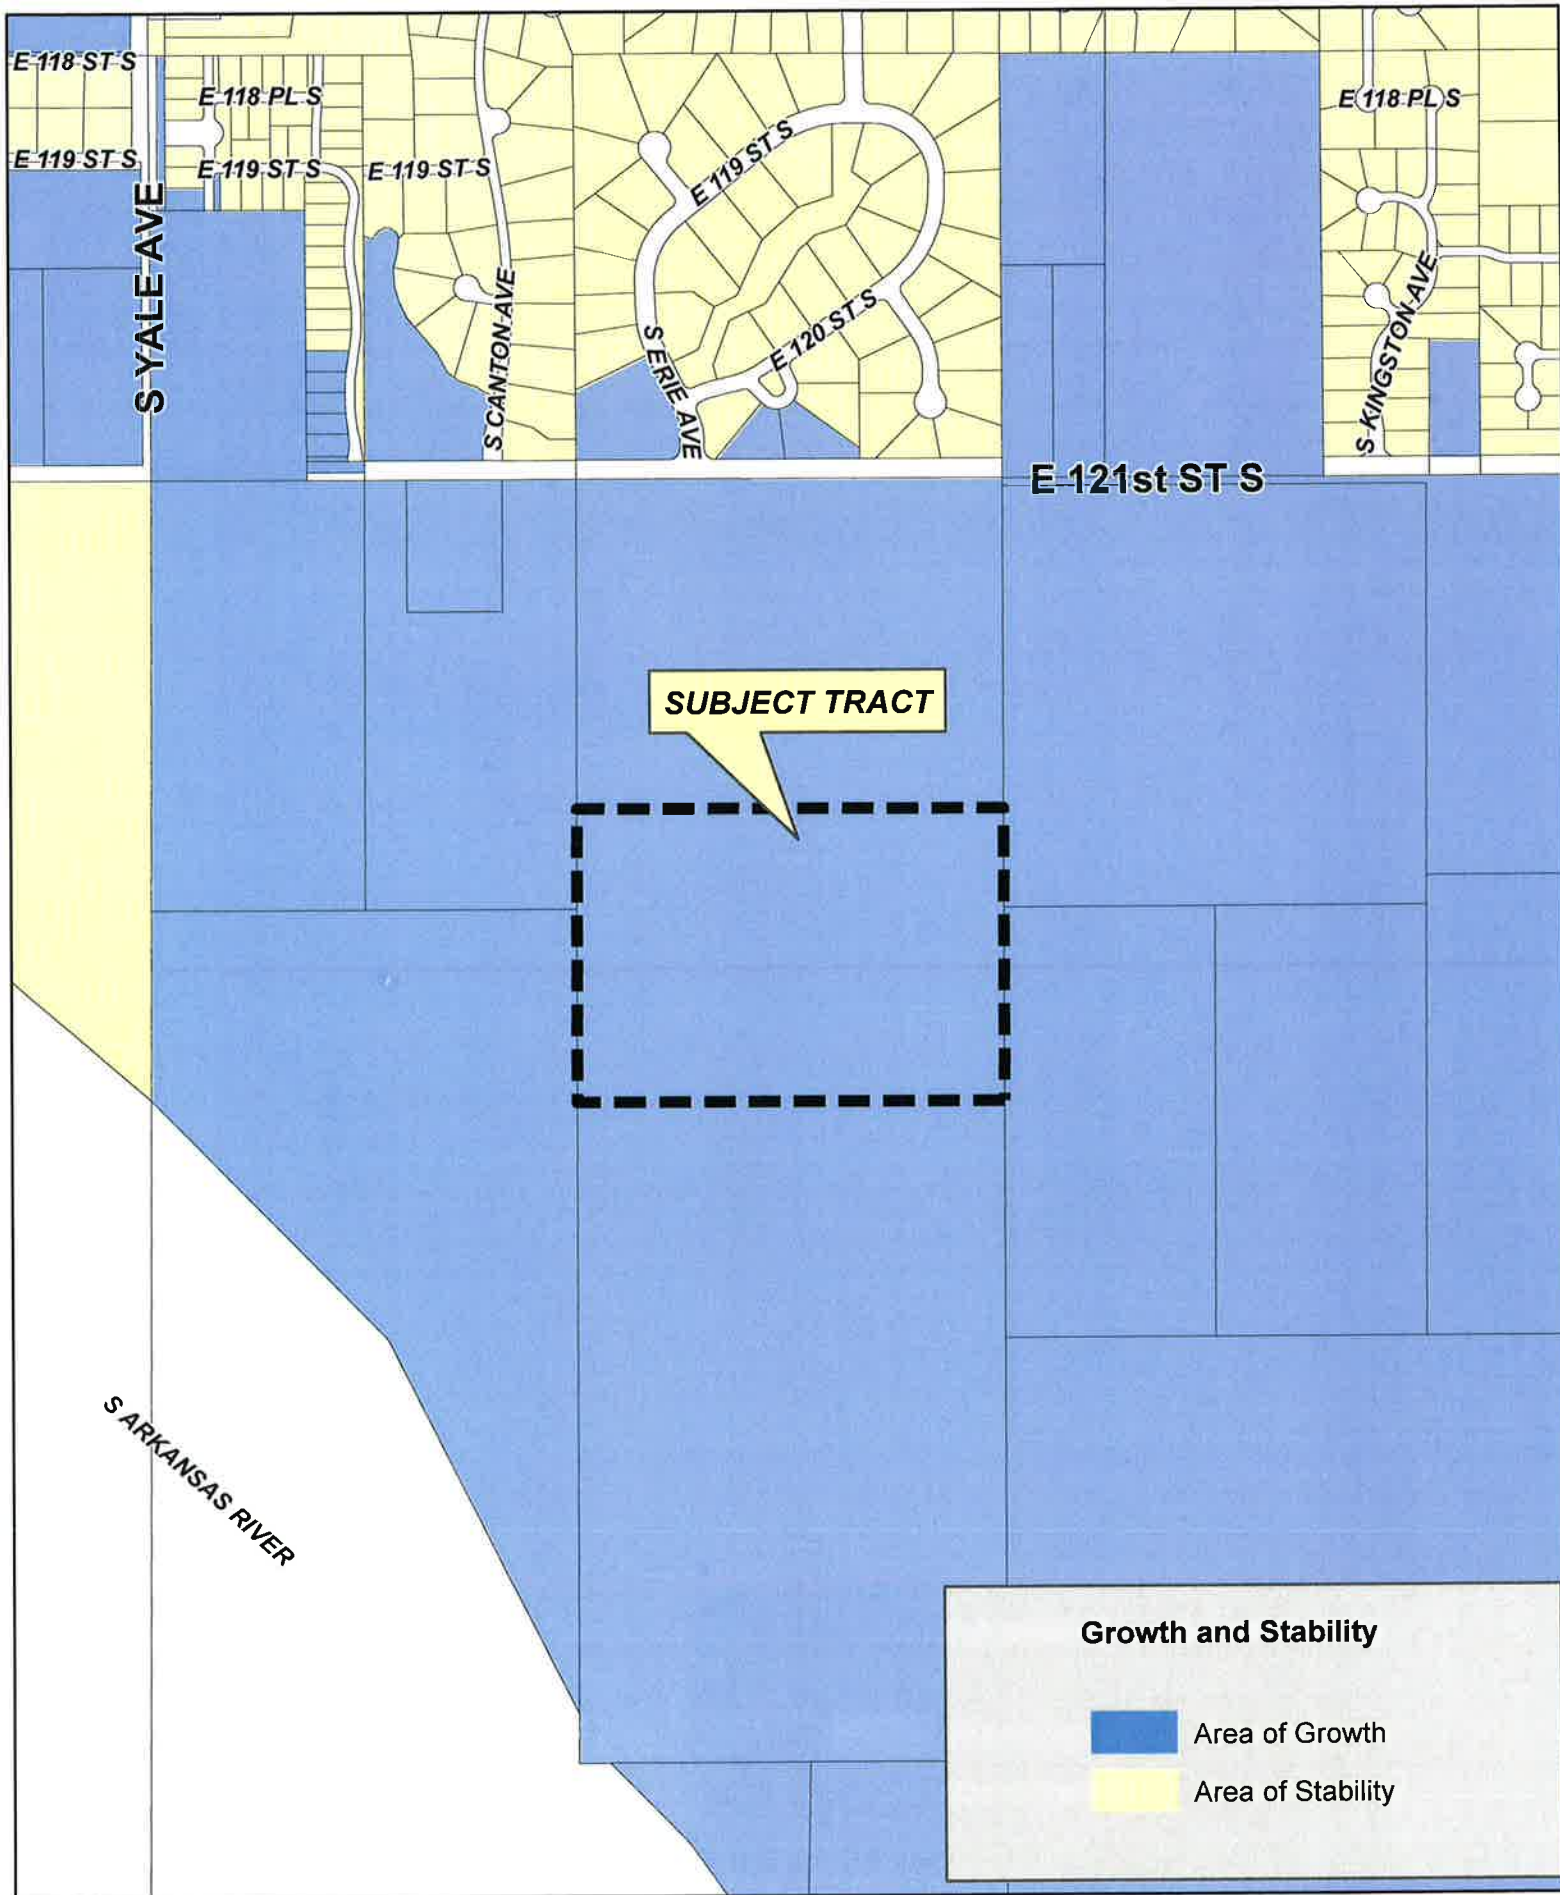 E 118 ST S
E 118 PL S
E 118 PL S
E 119 ST S
E 119 ST S
E 119 ST S
E 119 ST S
S YALE AVE
S CANTON AVE
S ERIE AVE
E 120 ST S
S KINGSTON AVE
E 121st ST S
SUBJECT TRACT
S ARKANSAS RIVER
Growth and Stability
Area of Growth
Area of Stability